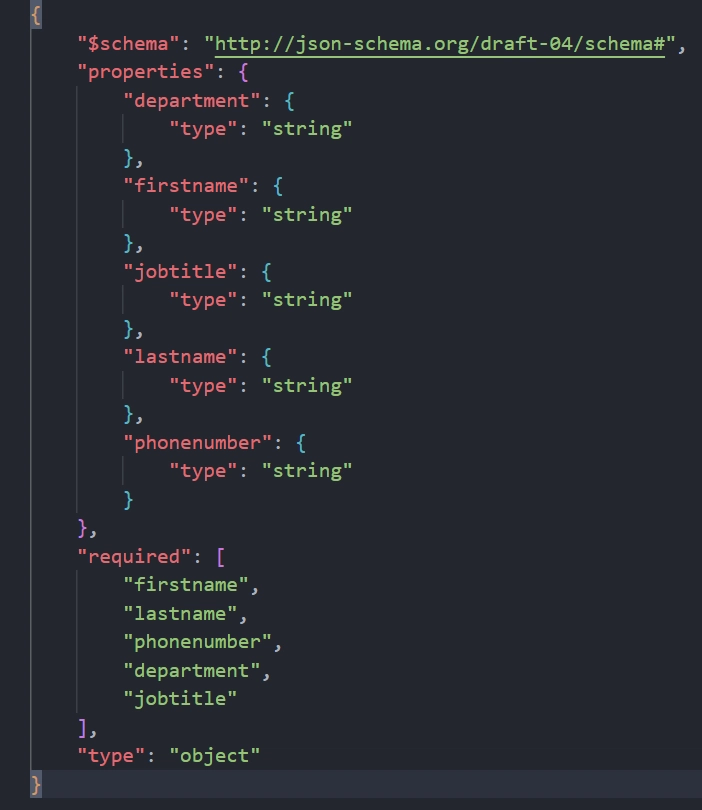 {
    "$schema": "http://json-schema.org/draft-04/schema#",
    "properties": {
        "department": {
            "type": "string"
        },
        "firstname": {
            "type": "string"
        },
        "jobtitle": {
            "type": "string"
        },
        "lastname": {
            "type": "string"
        },
        "phonenumber": {
            "type": "string"
        }
    },
    "required": [
        "firstname",
        "lastname",
        "phonenumber",
        "department",
        "jobtitle"
    ],
    "type": "object"
}